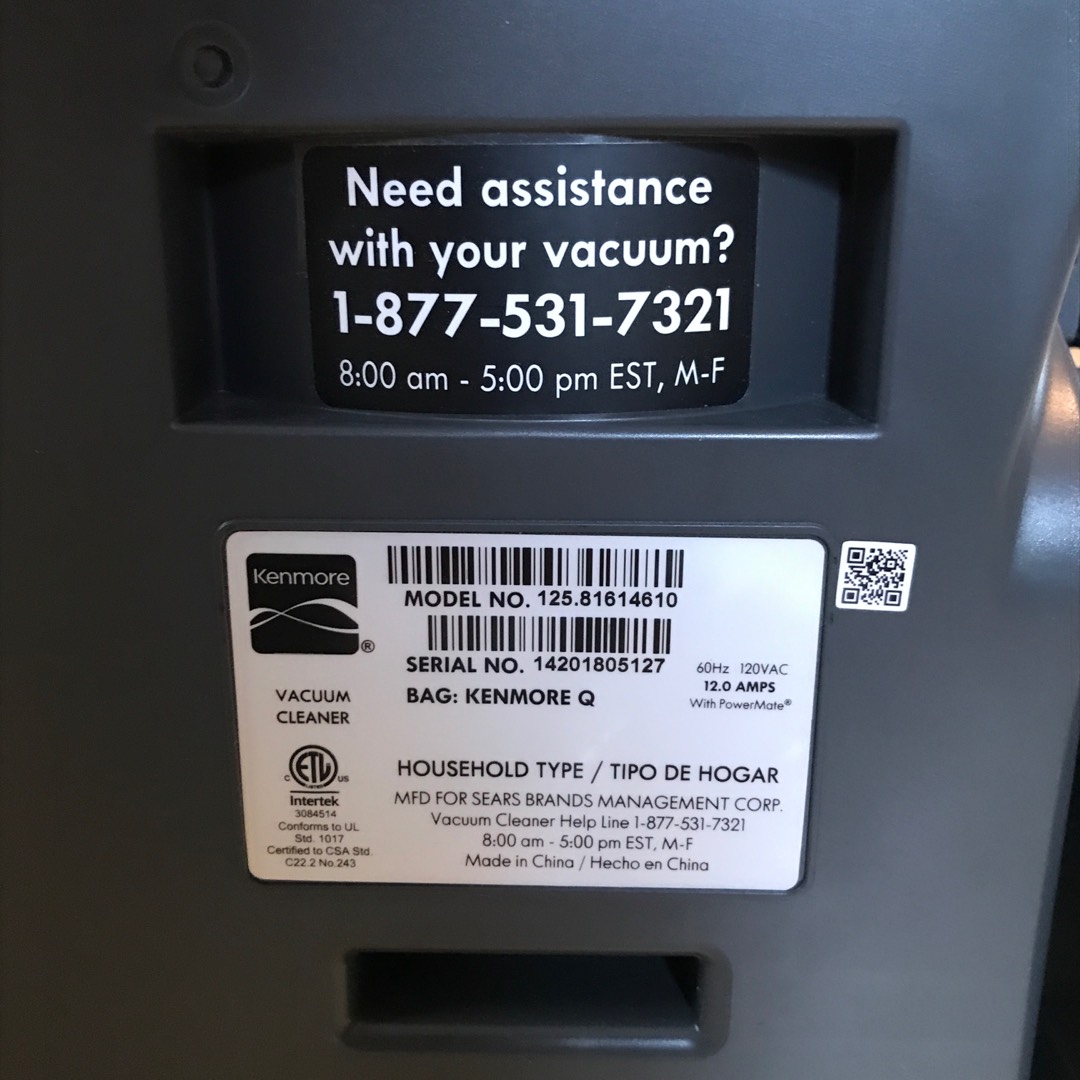 Need assistance
with your vacuum?
1-877-531-7321
8:00 am - 5:00 pm EST, M-F
Kenmore
®
MODEL NO. 125.81614610
SERIAL NO. 14201805127
BAG: KENMORE Q
60Hz 120VAC
12.0 AMPS
With PowerMate®
VACUUM
CLEANER
C ETL US
Intertek
3084514
Conforms to UL
Std. 1017
Certified to CSA Std.
C22.2 No.243
HOUSEHOLD TYPE / TIPO DE HOGAR
MFD FOR SEARS BRANDS MANAGEMENT CORP.
Vacuum Cleaner Help Line 1-877-531-7321
8:00 am - 5:00 pm EST, M-F
Made in China / Hecho en China